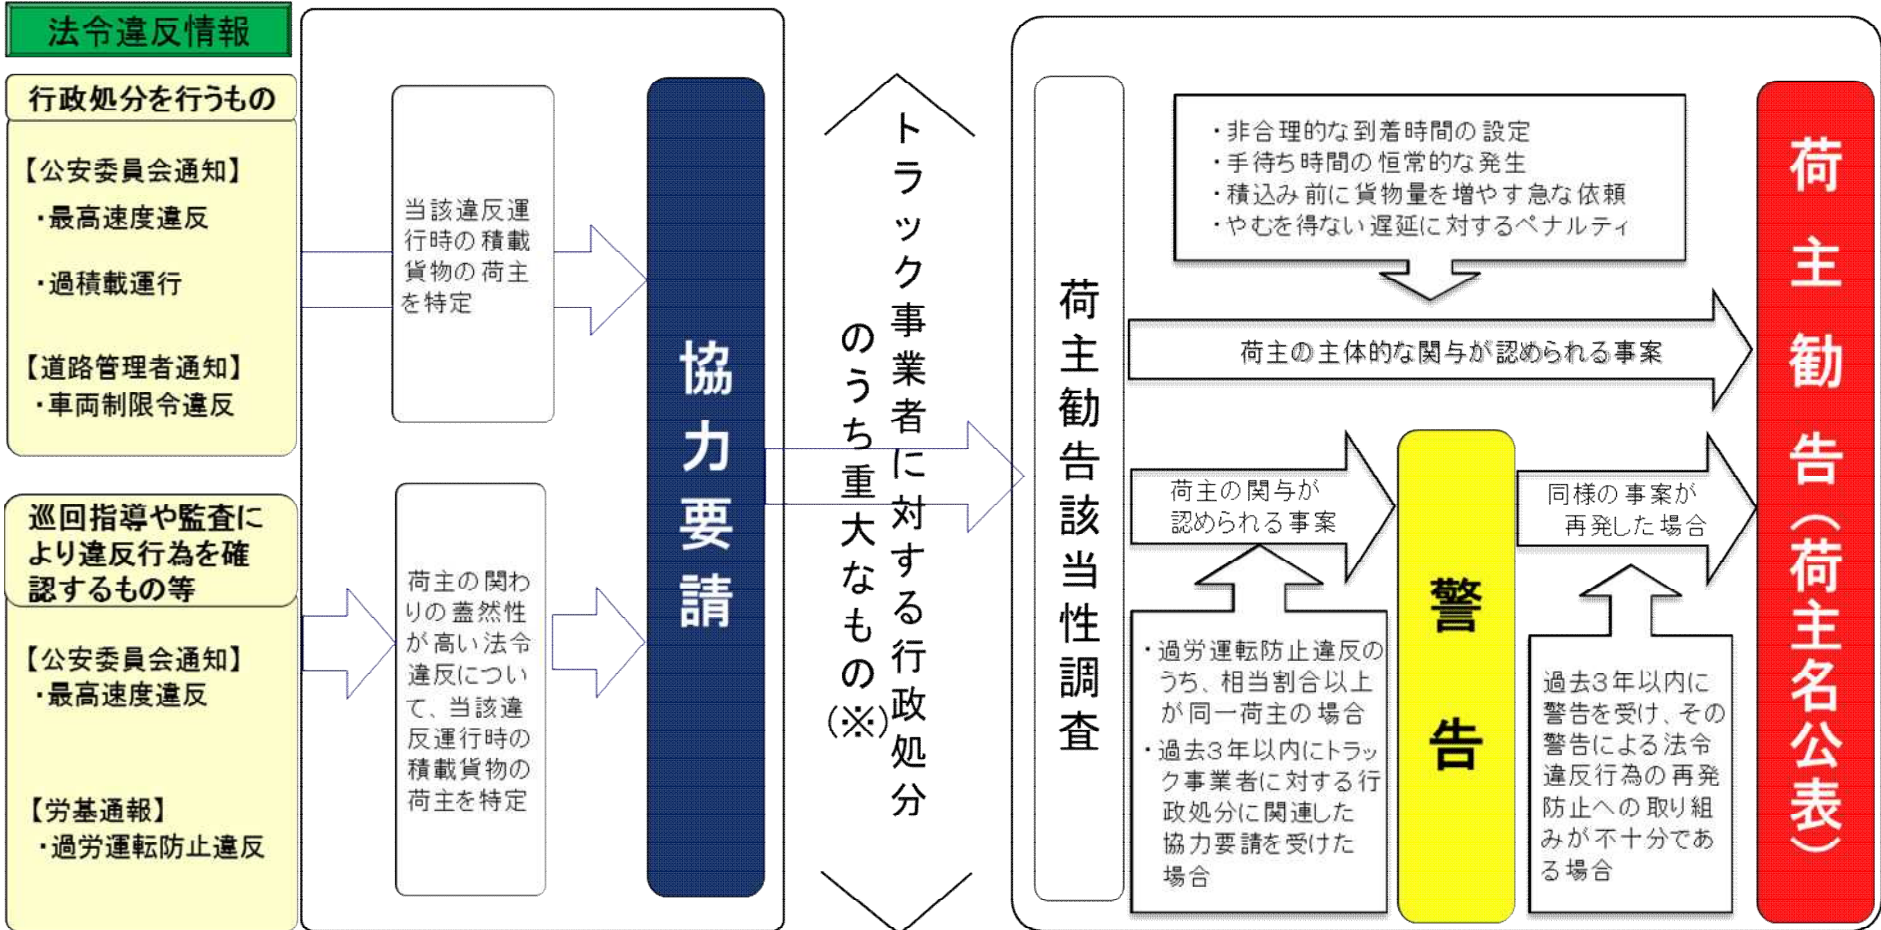 法令違反情報
行政処分を行うもの
【公安委員会通知】
・最高速度違反
・過積載運行
【道路管理者通知】
・車両制限令違反
巡回指導や監査に
より違反行為を確
認するもの等
【公安委員会通知】
・最高速度違反
【労基通報】
・過労運転防止違反
当該違反運
行時の積載
貨物の荷主
を特定
荷主の関わ
りの蓋然性
が高い法令
違反につい
て、当該違
反運行時の
積載貨物の
荷主を特定
協力要請
トラック事業者に対する行政処分
のうち重大なもの(※)
荷主勧告該当性調査
・非合理的な到着時間の設定
・手待ち時間の恒常的な発生
・積込み前に貨物量を増やす急な依頼
・やむを得ない遅延に対するペナルティ
荷主の主体的な関与が認められる事案
荷主の関与が
認められる事案
・過労運転防止違反の
うち、相当割合以上
が同一荷主の場合
・過去3年以内にトラッ
ク事業者に対する行
政処分に関連した
協力要請を受けた
場合
警告
同様の事案が
再発した場合
過去3年以内に
警告を受け、その
警告による法令
違反行為の再発
防止への取り組
みが不十分であ
る場合
荷主勧告(荷主名公表)